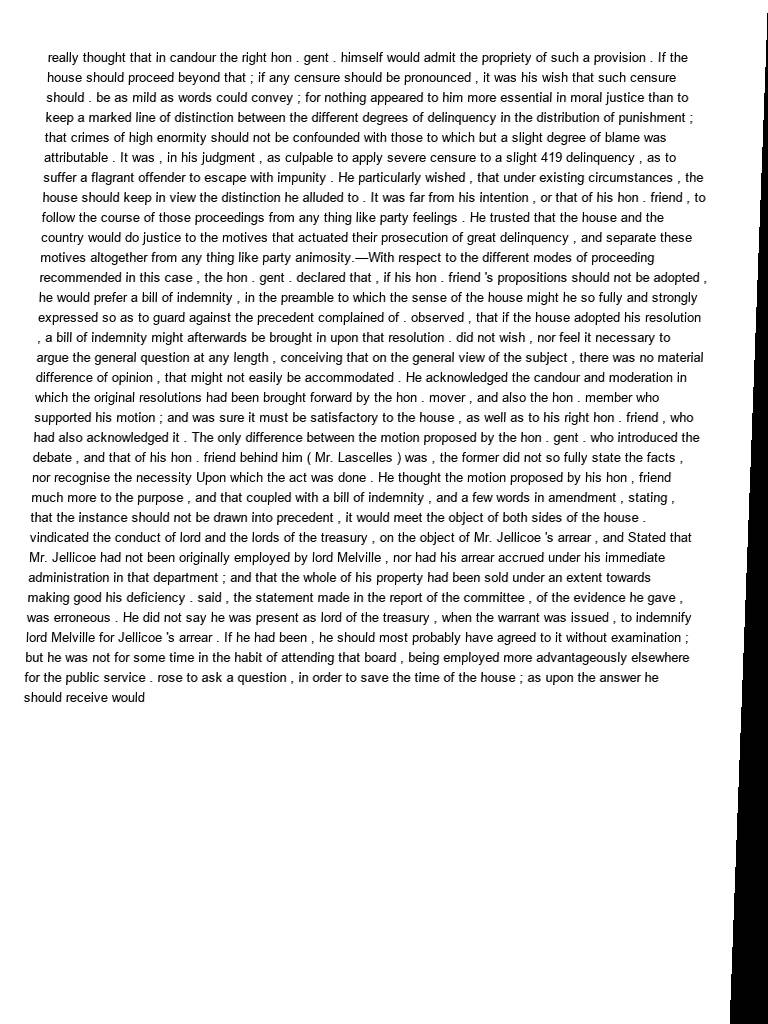 really thought that in candour the right hon . gent . himself would admit the propriety of such a provision . If the
house should proceed beyond that ; if any censure should be pronounced , it was his wish that such censure
should . be as mild as words could convey ; for nothing appeared to him more essential in moral justice than to
keep a marked line of distinction between the different degrees of delinquency in the distribution of punishment ;
that crimes of high enormity should not be confounded with those to which but a slight degree of blame was
attributable . It was , in his judgment , as culpable to apply severe censure to a slight 419 delinquency , as to
suffer a flagrant offender to escape with impunity . He particularly wished , that under existing circumstances , the
house should keep in view the distinction he alluded to . It was far from his intention , or that of his hon . friend , to
follow the course of those proceedings from any thing like party feelings . He trusted that the house and the
country would do justice to the motives that actuated their prosecution of great delinquency , and separate these
motives altogether from any thing like party animosity.—With respect to the different modes of proceeding
recommended in this case , the hon . gent . declared that , if his hon . friend 's propositions should not be adopted ,
he would prefer a bill of indemnity , in the preamble to which the sense of the house might he so fully and strongly
expressed so as to guard against the precedent complained of . observed , that if the house adopted his resolution
, a bill of indemnity might afterwards be brought in upon that resolution . did not wish , nor feel it necessary to
argue the general question at any length , conceiving that on the general view of the subject , there was no material
difference of opinion , that might not easily be accommodated . He acknowledged the candour and moderation in
which the original resolutions had been brought forward by the hon . mover , and also the hon . member who
supported his motion ; and was sure it must be satisfactory to the house , as well as to his right hon . friend , who
had also acknowledged it . The only difference between the motion proposed by the hon . gent . who introduced the
debate , and that of his hon . friend behind him ( Mr. Lascelles ) was , the former did not so fully state the facts ,
nor recognise the necessity Upon which the act was done . He thought the motion proposed by his hon , friend
much more to the purpose , and that coupled with a bill of indemnity , and a few words in amendment , stating ,
that the instance should not be drawn into precedent , it would meet the object of both sides of the house .
vindicated the conduct of lord and the lords of the treasury , on the object of Mr. Jellicoe 's arrear , and Stated that
Mr. Jellicoe had not been originally employed by lord Melville , nor had his arrear accrued under his immediate
administration in that department ; and that the whole of his property had been sold under an extent towards
making good his deficiency . said , the statement made in the report of the committee , of the evidence he gave ,
was erroneous . He did not say he was present as lord of the treasury , when the warrant was issued , to indemnify
lord Melville for Jellicoe 's arrear . If he had been , he should most probably have agreed to it without examination ;
but he was not for some time in the habit of attending that board , being employed more advantageously elsewhere
for the public service . rose to ask a question , in order to save the time of the house ; as upon the answer he
should receive would